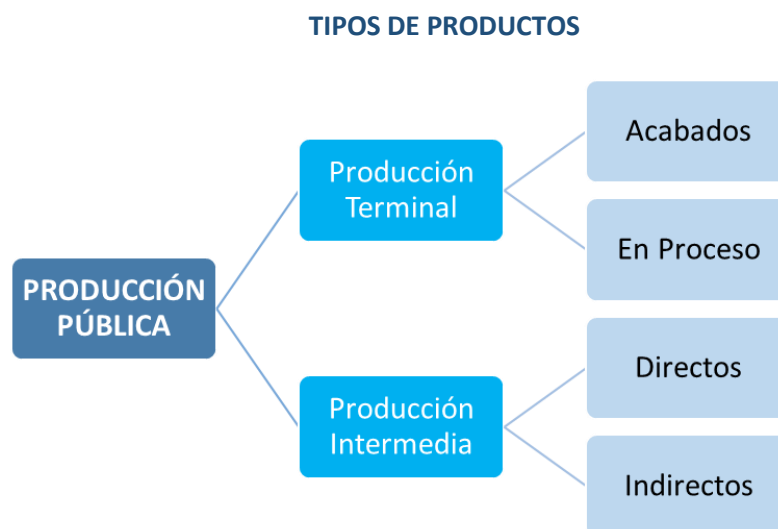 TIPOS DE PRODUCTOS
PRODUCCIÓN
PÚBLICA
Producción
Terminal
Acabados
En Proceso
Producción
Intermedia
Directos
Indirectos